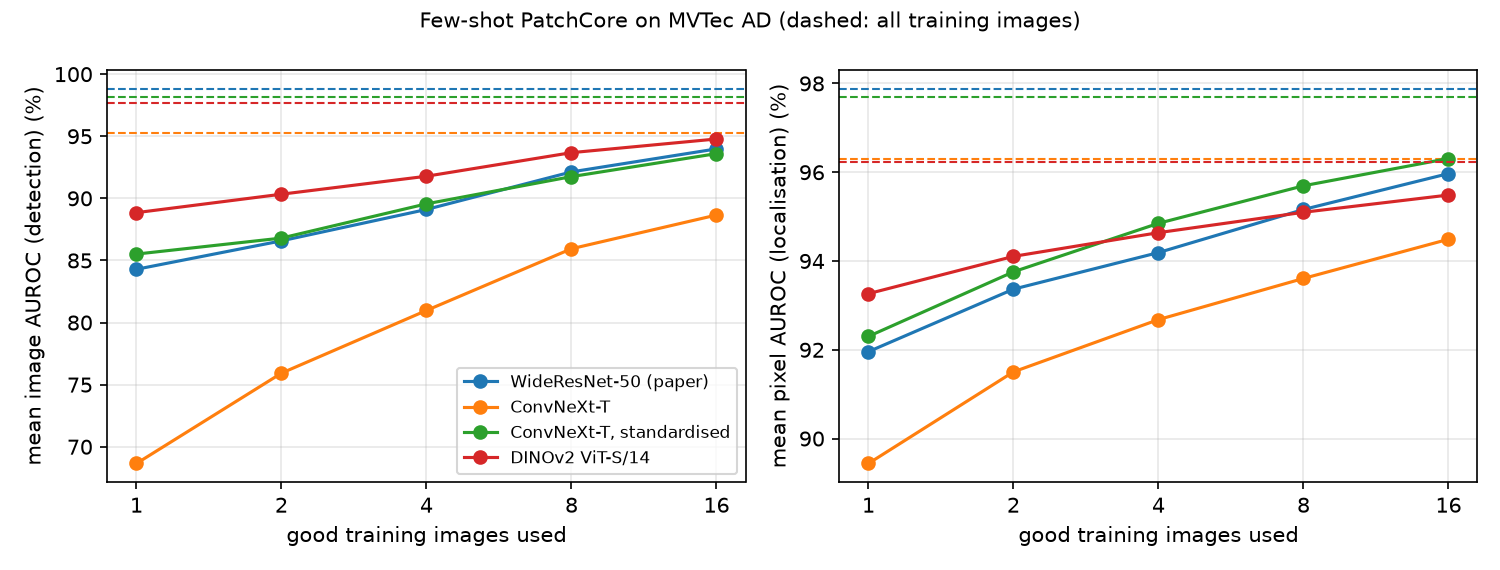 Few-shot PatchCore on MVTec AD (dashed: all training images)
mean image AUROC (detection) (%)
100
95
90
85
80
75
70
WideResNet-50 (paper)
ConvNeXt-T
ConvNeXt-T, standardised
DINOv2 ViT-S/14
1 2 4 8 16
good training images used
mean pixel AUROC (localisation) (%)
98
96
94
92
90
1 2 4 8 16
good training images used